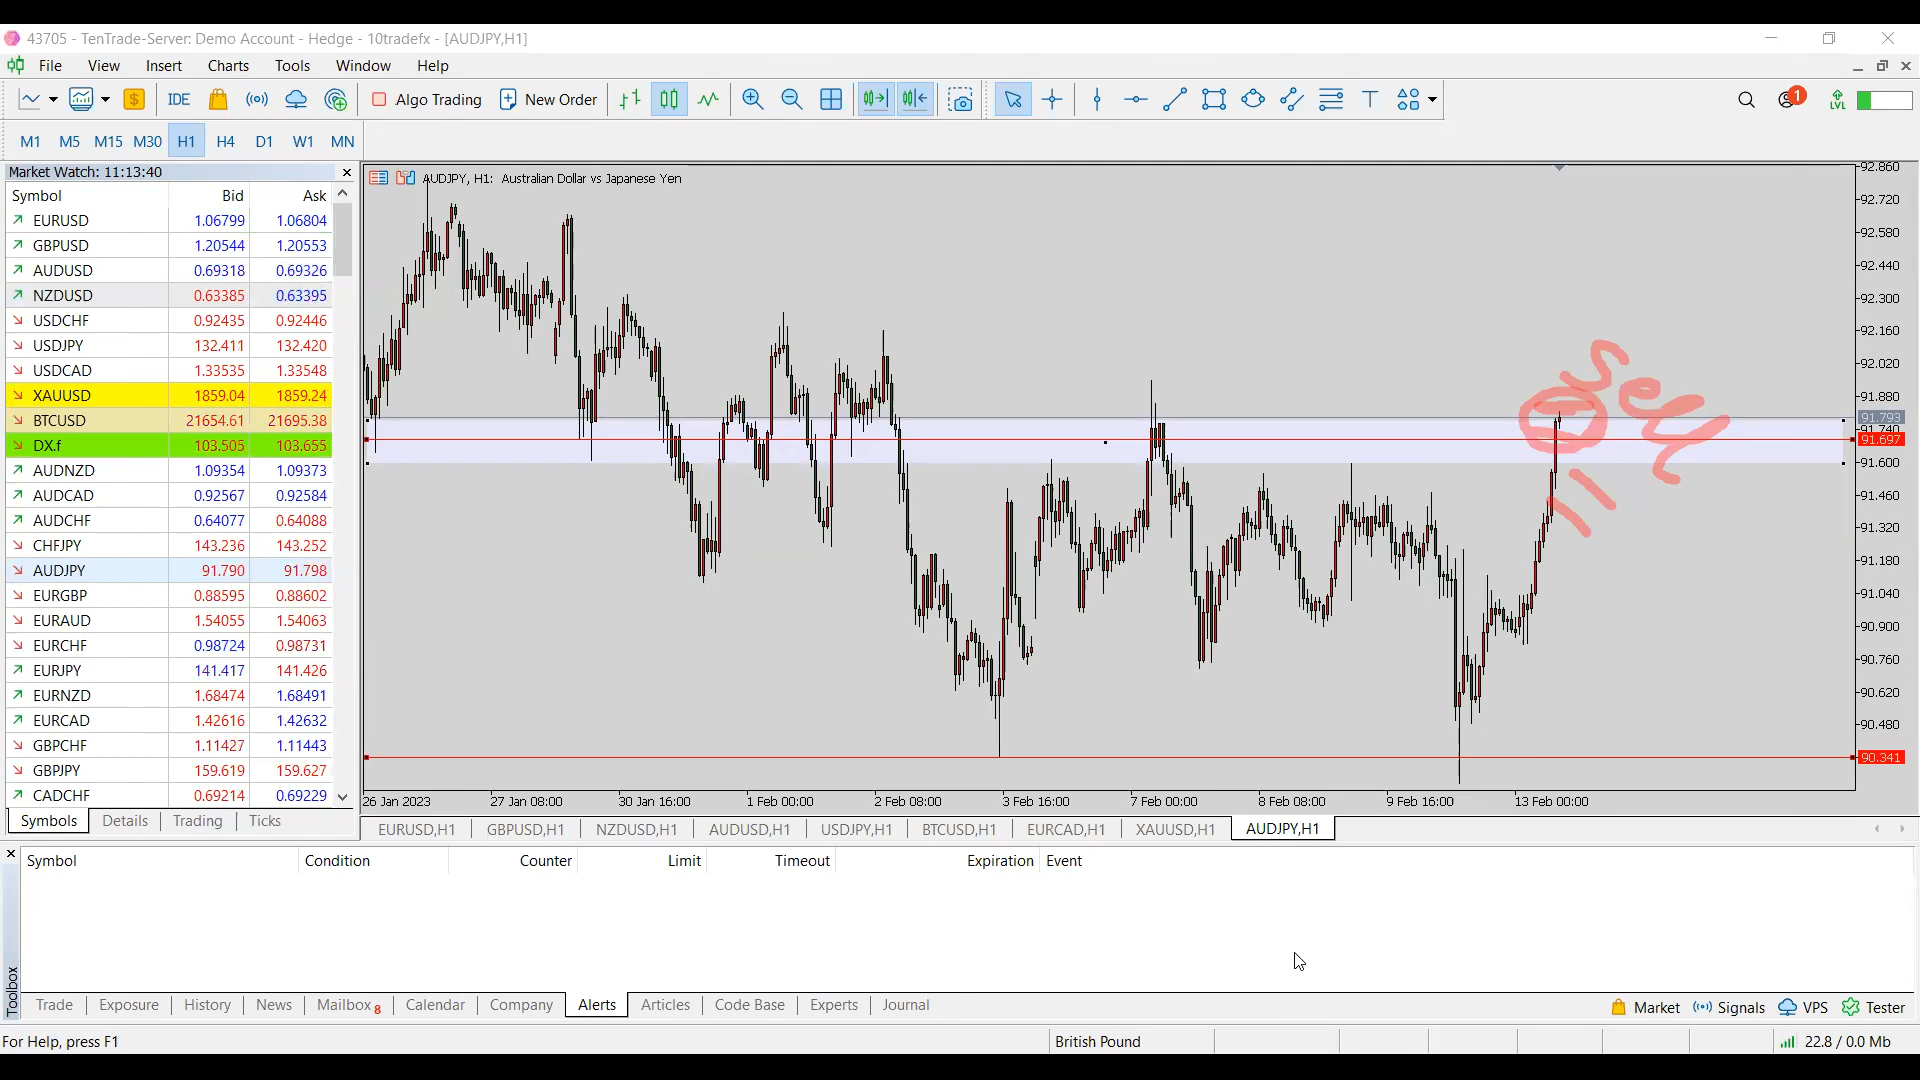 43705 - TenTrade-Server: Demo Account - Hedge - 10tradefx - [AUDJPY,H1]
File View Insert Charts Tools Window Help
IDE Algo Trading New Order 1 LVL
M1 M5 M15 M30 H1 H4 D1 W1 MN
Market Watch: 11:13:40
Symbol Bid Ask
EURUSD 1.06799 1.06804
GBPUSD 1.20544 1.20553
AUDUSD 0.69318 0.69326
NZDUSD 0.63385 0.63395
USDCHF 0.92435 0.92446
USDJPY 132.411 132.420
USDCAD 1.33535 1.33548
XAUUSD 1859.04 1859.24
BTCUSD 21654.61 21695.38
DX.f 103.505 103.655
AUDNZD 1.09354 1.09373
AUDCAD 0.92567 0.92584
AUDCHF 0.64077 0.64088
CHFJPY 143.236 143.252
AUDJPY 91.790 91.798
EURGBP 0.88595 0.88602
EURAUD 1.54055 1.54063
EURCHF 0.98724 0.98731
EURJPY 141.417 141.426
EURNZD 1.68474 1.68491
EURCAD 1.42616 1.42632
GBPCHF 1.11427 1.11443
GBPJPY 159.619 159.627
CADCHF 0.69214 0.69229
Symbols Details Trading Ticks
AUDJPY, H1: Australian Dollar vs Japanese Yen
Sell
92.860
92.720
92.580
92.440
92.300
92.160
92.020
91.880
91.793
91.740
91.697
91.600
91.460
91.320
91.180
91.040
90.900
90.760
90.620
90.480
90.341
26 Jan 2023 27 Jan 08:00 30 Jan 16:00 1 Feb 00:00 2 Feb 08:00 3 Feb 16:00 7 Feb 00:00 8 Feb 08:00 9 Feb 16:00 13 Feb 00:00
EURUSD,H1 GBPUSD,H1 NZDUSD,H1 AUDUSD,H1 USDJPY,H1 BTCUSD,H1 EURCAD,H1 XAUUSD,H1 AUDJPY,H1
Symbol Condition Counter Limit Timeout Expiration Event
Toolbox
Trade Exposure History News Mailbox 8 Calendar Company Alerts Articles Code Base Experts Journal
Market Signals VPS Tester
For Help, press F1 British Pound 22.8 / 0.0 Mb